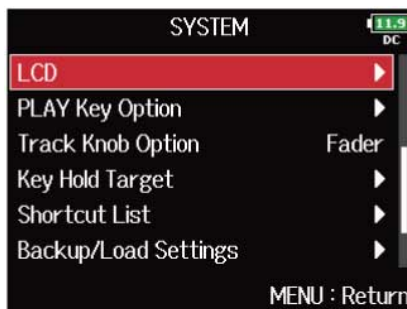 SYSTEM
11.9
DC
LCD
PLAY Key Option
Track Knob Option Fader
Key Hold Target
Shortcut List
Backup/Load Settings
MENU : Return